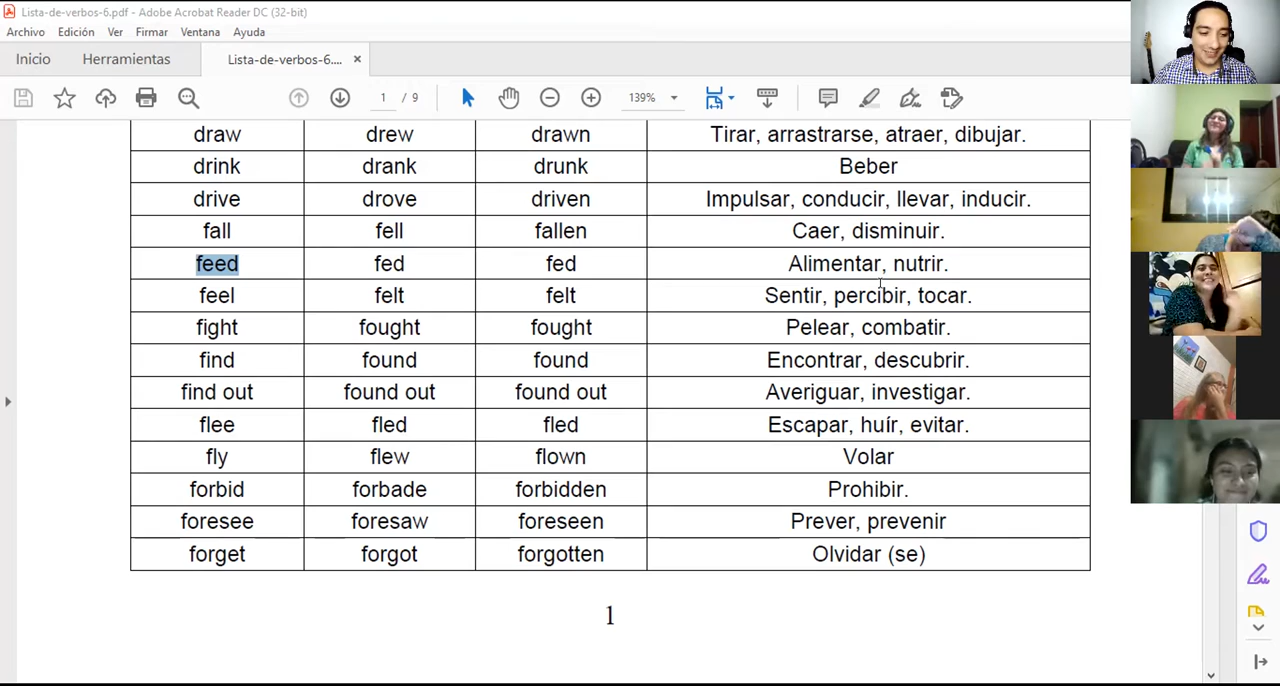 Lista-de-verbos-6.pdf - Adobe Acrobat Reader DC (32-bit)
Archivo Edición Ver Firmar Ventana Ayuda
Inicio Herramientas Lista-de-verbos-6.... ×
1 / 9 139%
draw drew drawn Tirar, arrastrarse, atraer, dibujar.
drink drank drunk Beber
drive drove driven Impulsar, conducir, llevar, inducir.
fall fell fallen Caer, disminuir.
feed fed fed Alimentar, nutrir.
feel felt felt Sentir, percibir, tocar.
fight fought fought Pelear, combatir.
find found found Encontrar, descubrir.
find out found out found out Averiguar, investigar.
flee fled fled Escapar, huír, evitar.
fly flew flown Volar
forbid forbade forbidden Prohibir.
foresee foresaw foreseen Prever, prevenir
forget forgot forgotten Olvidar (se)
1